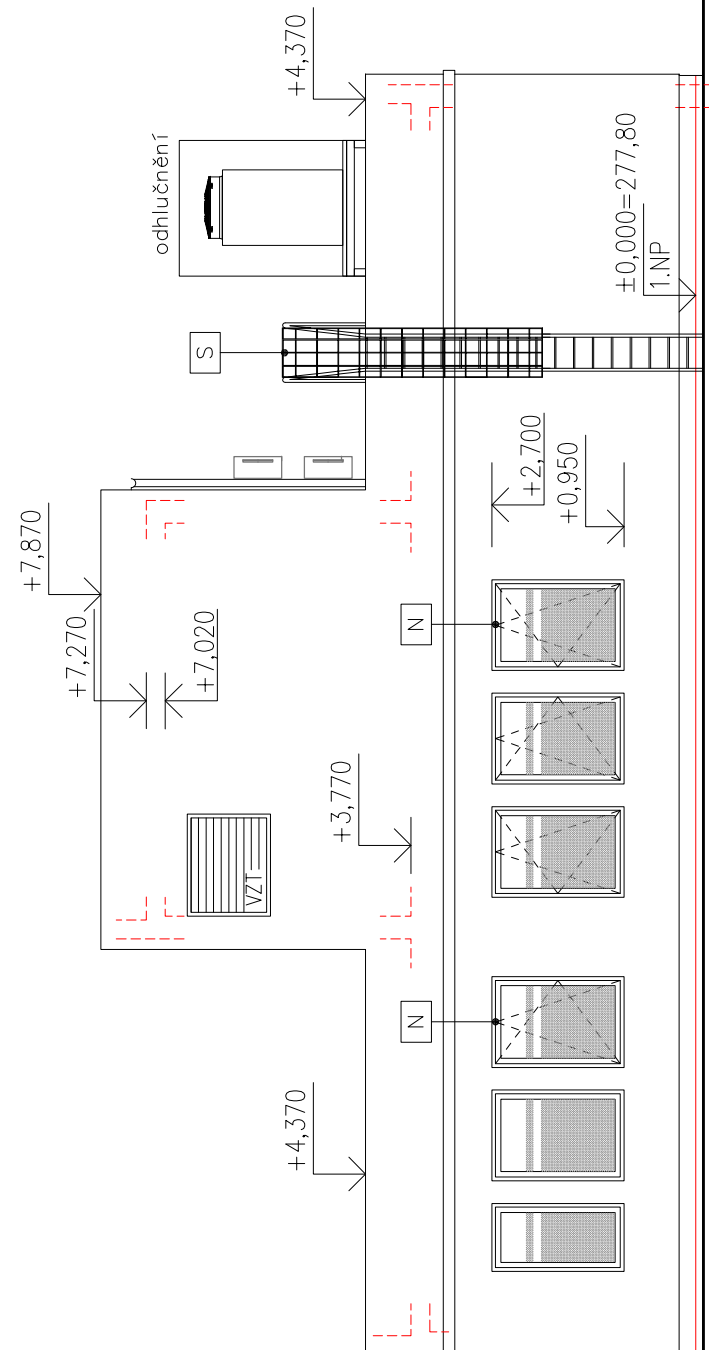 +4,370
odhlučnění
±0,000=277,80
1.NP
S
+2,700
+0,950
+7,870
+7,270
+7,020
N
+3,770
VZT
N
+4,370